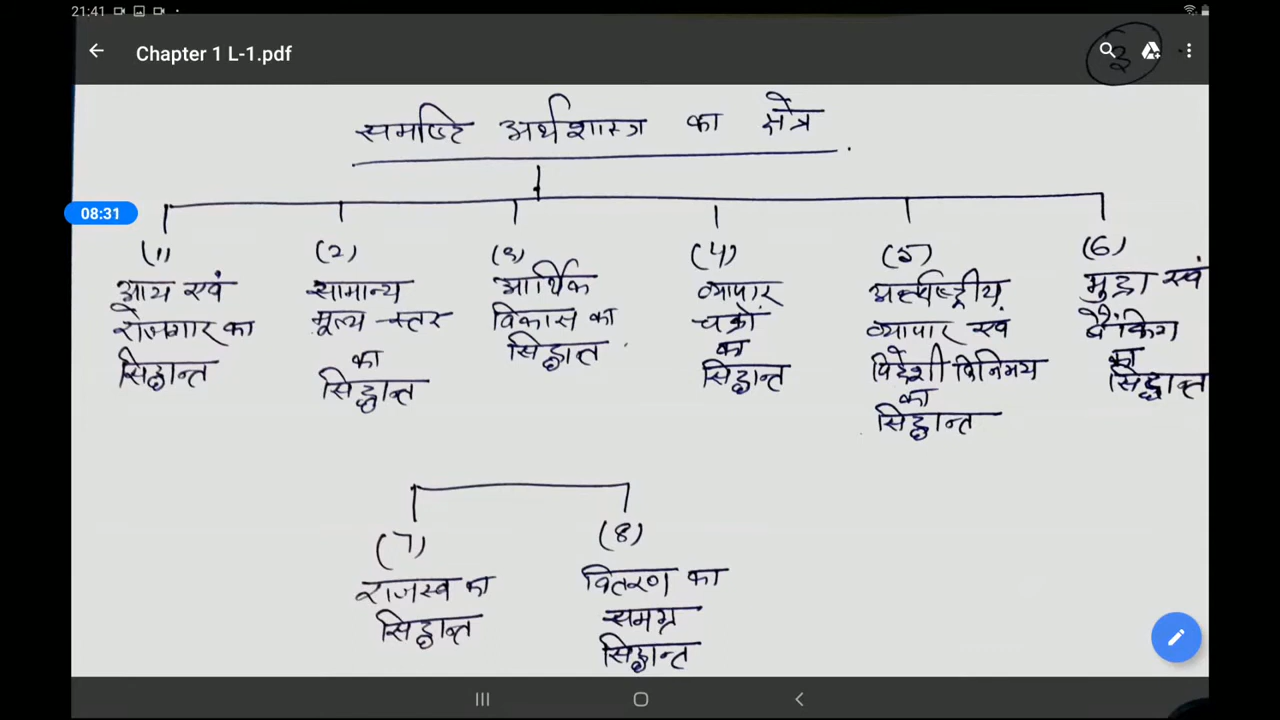 21:41
Chapter 1 L-1.pdf
3
समष्टि अर्थशास्त्र का क्षेत्र
08:31
(1)
आय एवं
रोजगार का
सिद्धान्त
(2)
सामान्य
मूल्य-स्तर
का
सिद्धान्त
(3)
आर्थिक
विकास का
सिद्धांत
(4)
व्यापार
चक्रों
का
सिद्धान्त
(5)
अन्तर्राष्ट्रीय
व्यापार एवं
विदेशी विनिमय
का
सिद्धान्त
(6)
मुद्रा एवं
बैंकिंग
का
सिद्धान्त
(7)
राजस्व का
सिद्धान्त
(8)
वितरण का
समग्र
सिद्धान्त